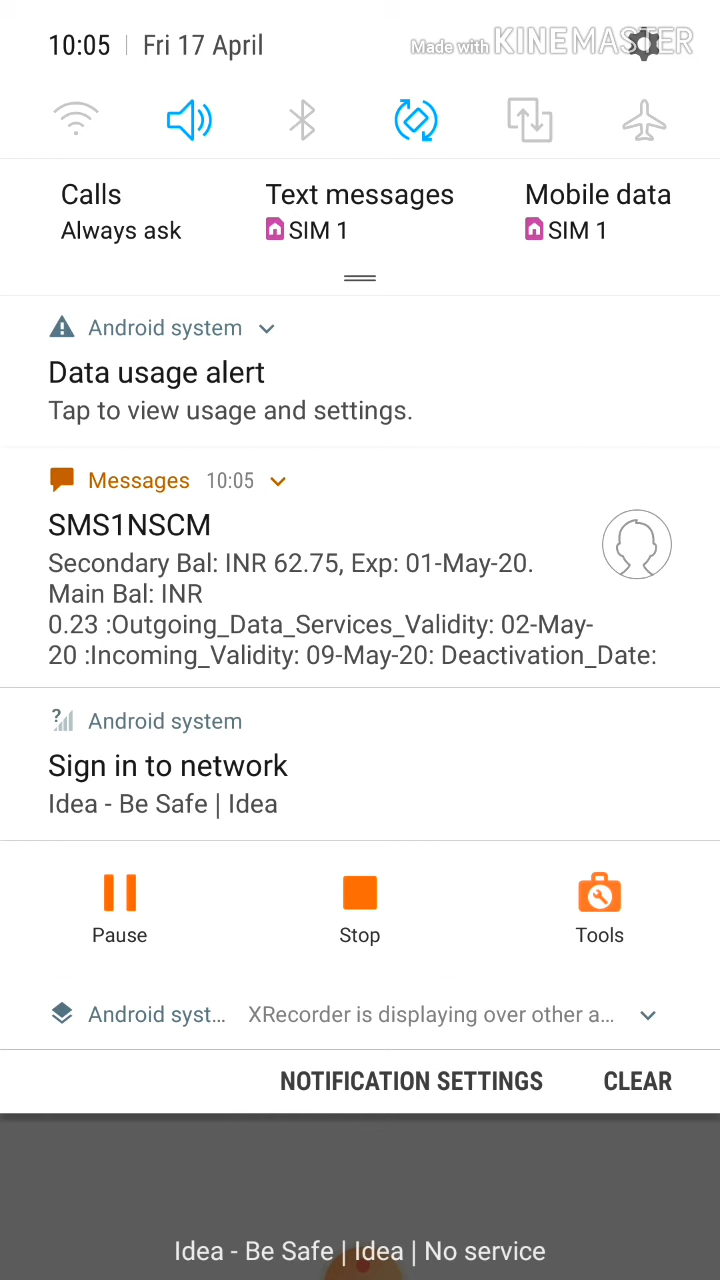 10:05 | Fri 17 April
Made with KINEMASTER
Calls
Always ask
Text messages
SIM 1
Mobile data
SIM 1
Android system
Data usage alert
Tap to view usage and settings.
Messages 10:05
SMS1NSCM
Secondary Bal: INR 62.75, Exp: 01-May-20.
Main Bal: INR
0.23 :Outgoing_Data_Services_Validity: 02-May-
20 :Incoming_Validity: 09-May-20: Deactivation_Date:
? Android system
Sign in to network
Idea - Be Safe | Idea
Pause
Stop
Tools
Android syst... XRecorder is displaying over other a...
NOTIFICATION SETTINGS CLEAR
Idea - Be Safe | Idea | No service